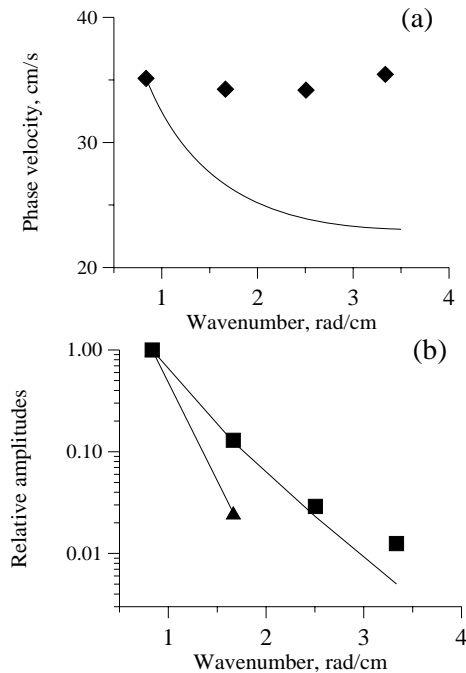 (a)
40
30
20
Phase velocity, cm/s
1 2 3 4
Wavenumber, rad/cm
(b)
1.00
0.10
0.01
Relative amplitudes
1 2 3 4
Wavenumber, rad/cm